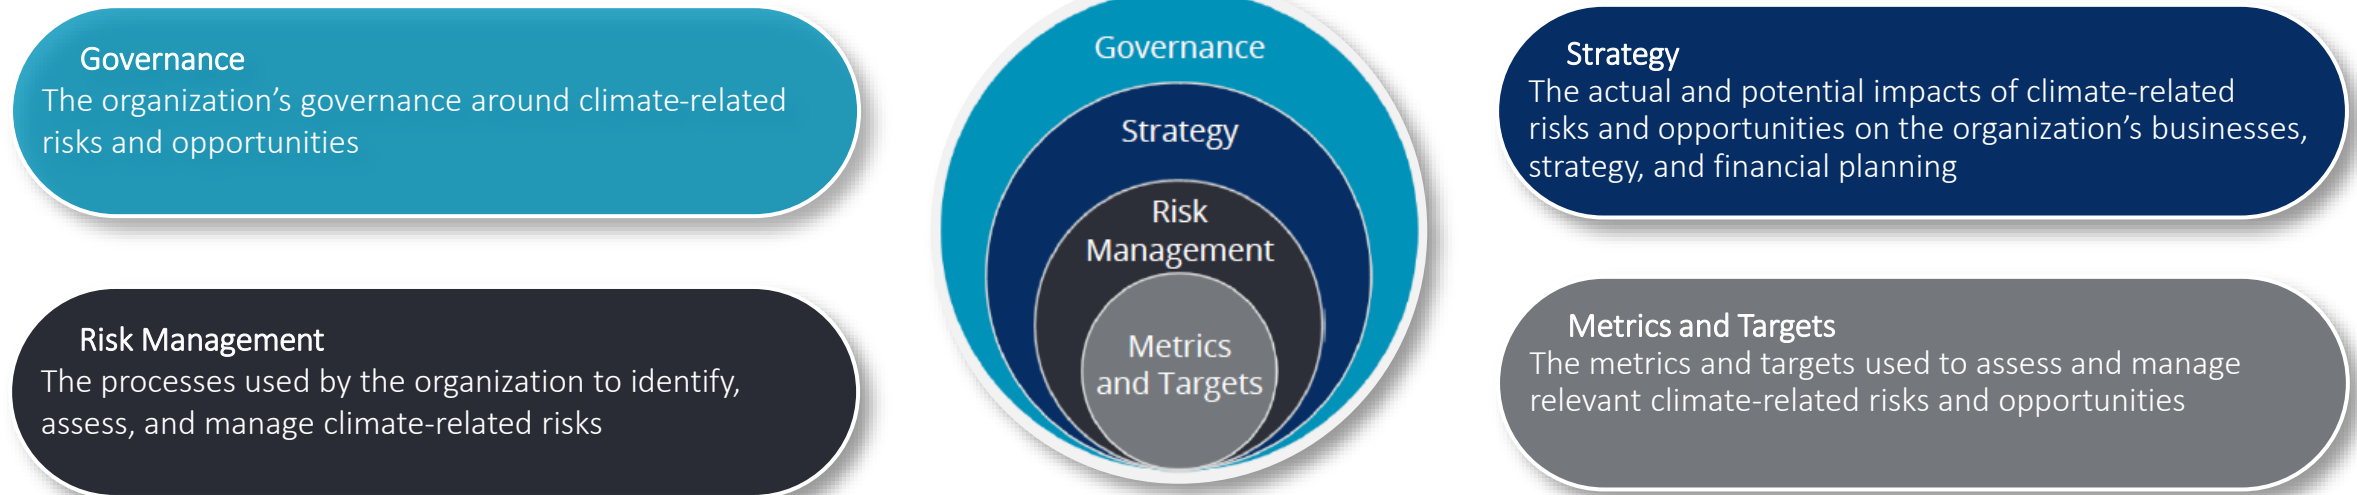 Governance
The organization’s governance around climate-related
risks and opportunities
Risk Management
The processes used by the organization to identify,
assess, and manage climate-related risks
Governance
Strategy
Risk
Management
Metrics
and Targets
Strategy
The actual and potential impacts of climate-related
risks and opportunities on the organization’s businesses,
strategy, and financial planning
Metrics and Targets
The metrics and targets used to assess and manage
relevant climate-related risks and opportunities